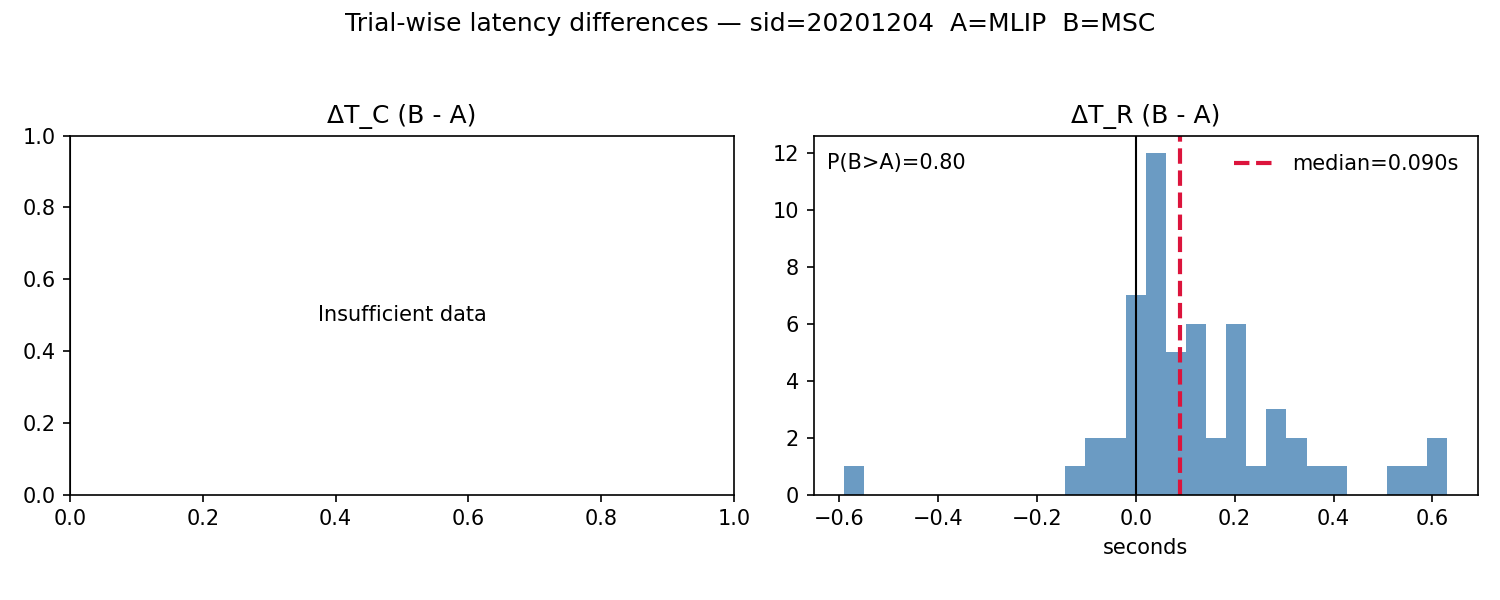 Trial-wise latency differences — sid=20201204  A=MLIP  B=MSC
ΔT_C (B - A)
1.0
0.8
0.6
0.4
0.2
0.0
Insufficient data
0.0 0.2 0.4 0.6 0.8 1.0
ΔT_R (B - A)
P(B>A)=0.80
median=0.090s
12
10
8
6
4
2
0
−0.6 −0.4 −0.2 0.0 0.2 0.4 0.6
seconds